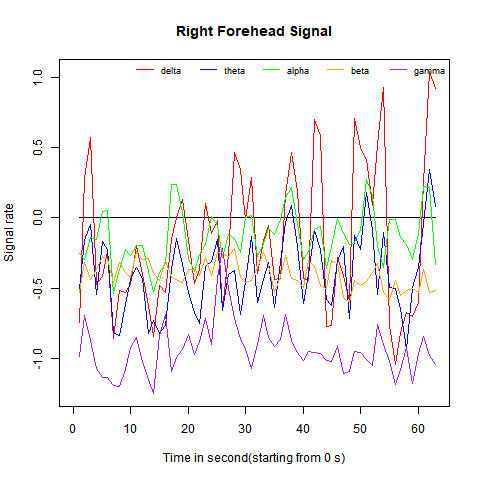 Right Forehead Signal
delta theta alpha beta gamma
1.0
0.5
0.0
-0.5
-1.0
Signal rate
0 10 20 30 40 50 60
Time in second(starting from 0 s)